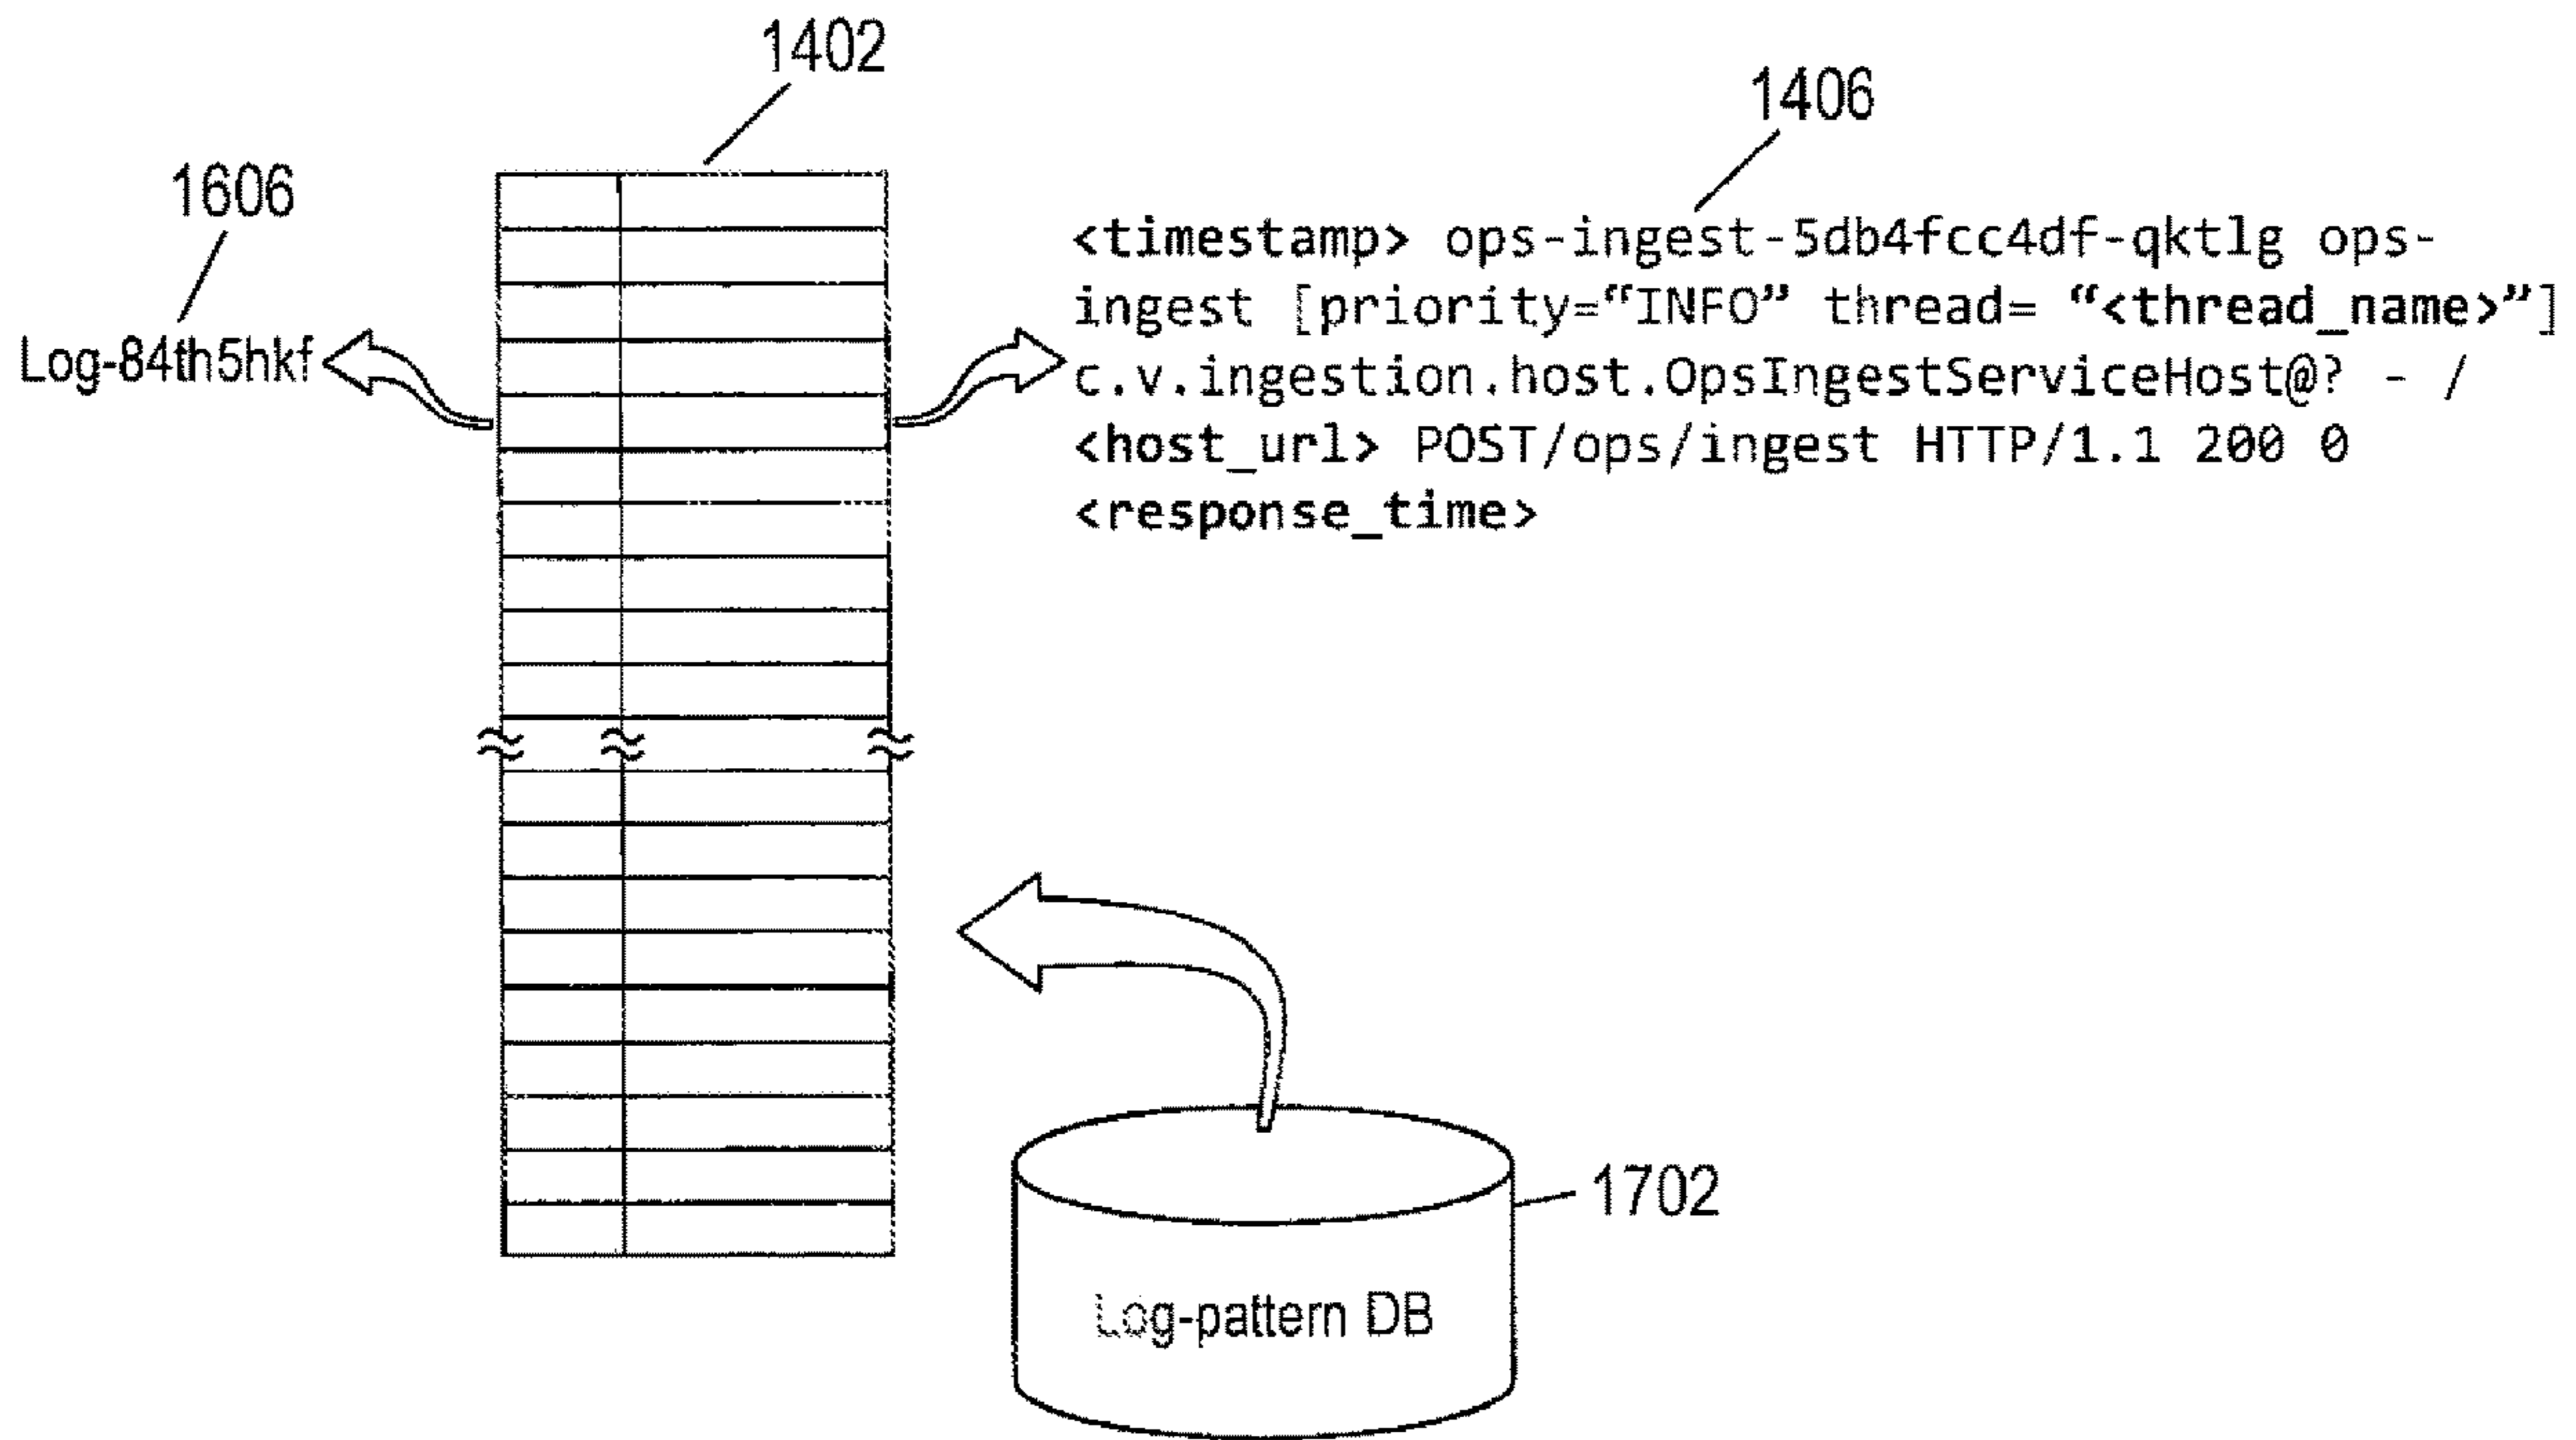 1402
1406
1606
<timestamp> ops-ingest-5db4fcc4df-qktlg ops-
ingest [priority=“INFO” thread= “<thread_name>”]
Log-84th5hkf
c.v.ingestion.host.OpsIngestServiceHost@? - /
<host_url> POST/ops/ingest HTTP/1.1 200 0
<response_time>
1702
Log-pattern DB